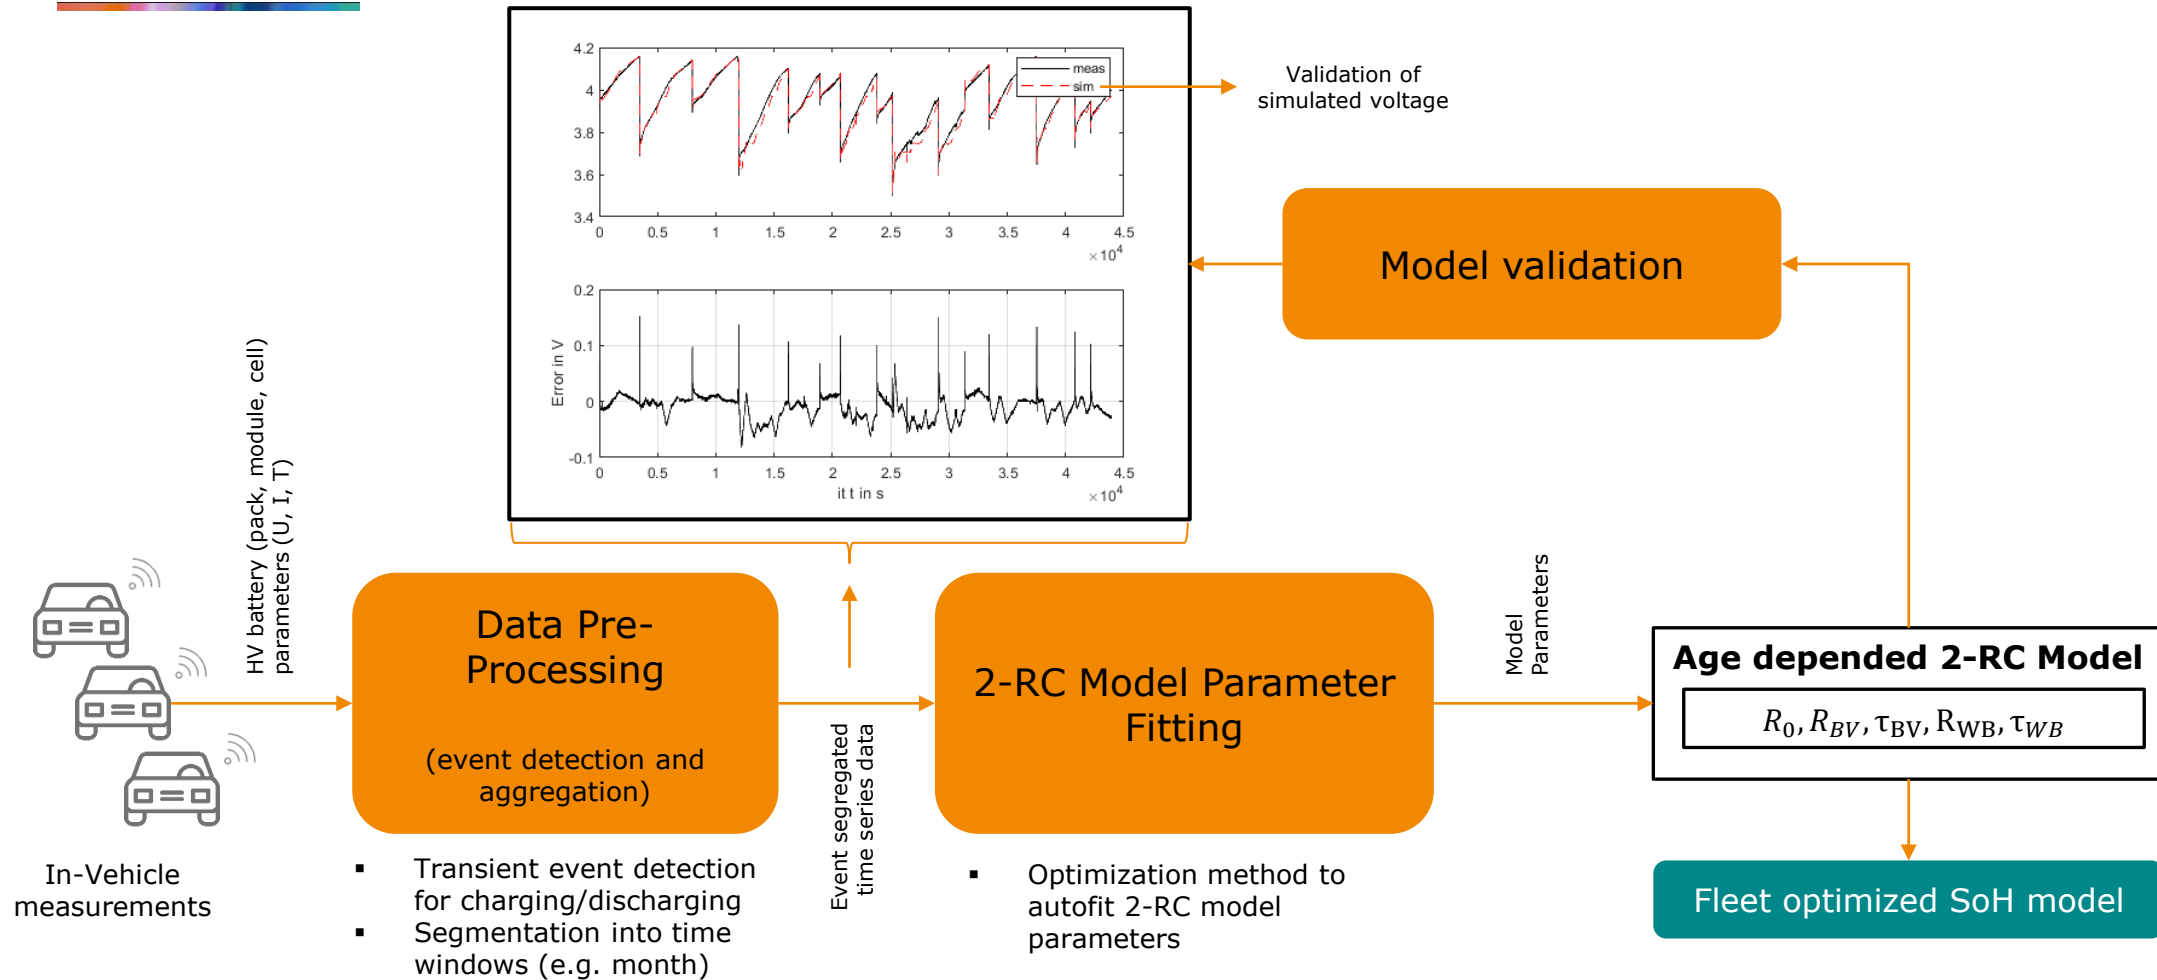 4.2
4
3.8
3.6
3.4
meas
sim
0 0.5 1 1.5 2 2.5 3 3.5 4 4.5
×10⁴
Validation of
simulated voltage
Model validation
0.2
0.1
0
-0.1
Error in V
0 0.5 1 1.5 2 2.5 3 3.5 4 4.5
it t in s
×10⁴
HV battery (pack, module, cell)
parameters (U, I, T)
In-Vehicle
measurements
Data Pre-
Processing
(event detection and
aggregation)
▪ Transient event detection
for charging/discharging
▪ Segmentation into time
windows (e.g. month)
Event segregated
time series data
2-RC Model Parameter
Fitting
▪ Optimization method to
autofit 2-RC model
parameters
Model
Parameters
Age depended 2-RC Model
R₀, R_BV, τ_BV, R_WB, τ_WB
Fleet optimized SoH model